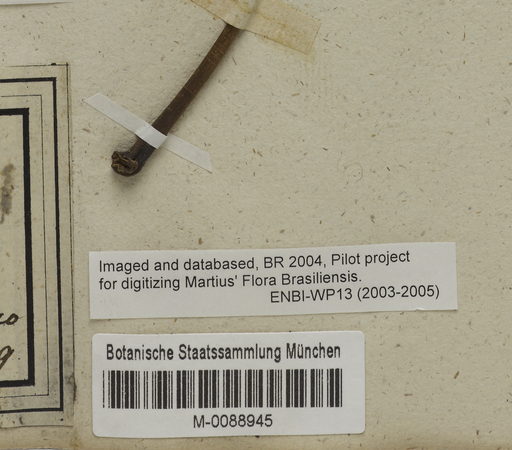 Imaged and databased, BR 2004, Pilot project
for digitizing Martius' Flora Brasiliensis.
ENBI-WP13 (2003-2005)
Botanische Staatssammlung München
M-0088945